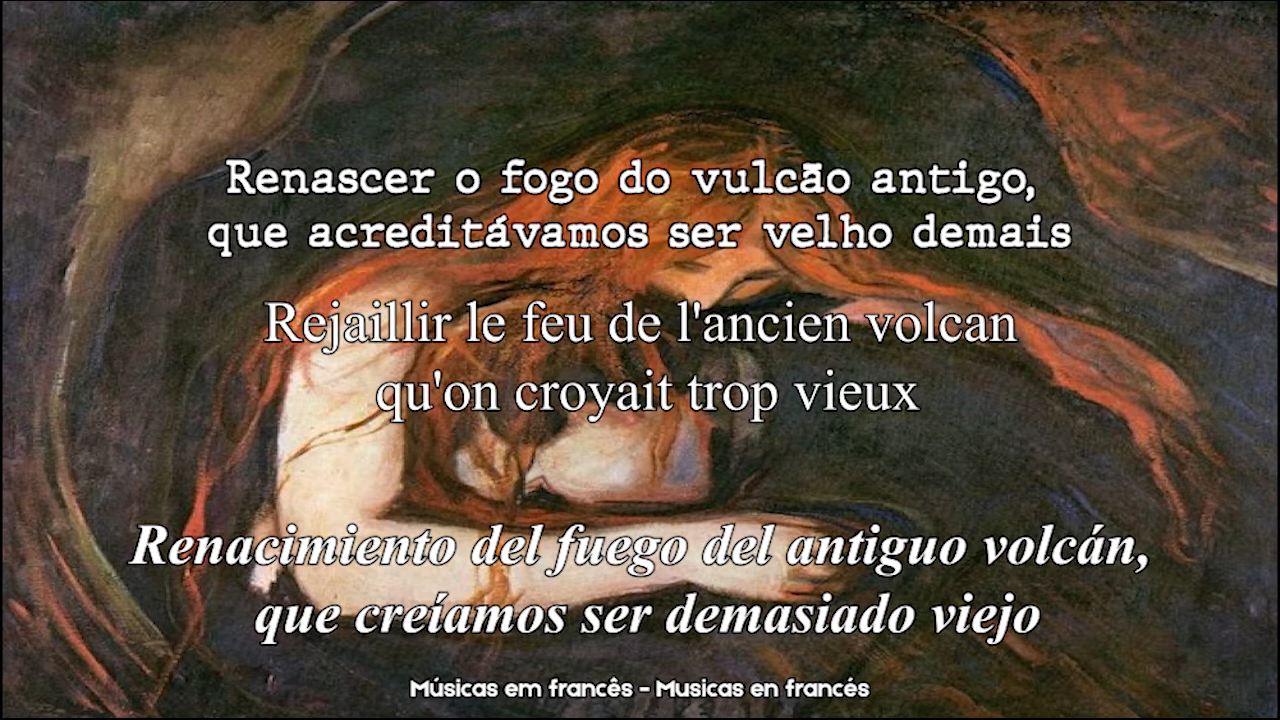 Renascer o fogo do vulcão antigo,
que acreditávamos ser velho demais
Rejaillir le feu de l'ancien volcan
qu'on croyait trop vieux
Renacimiento del fuego del antiguo volcán,
que creíamos ser demasiado viejo
Músicas em francês - Musicas en francés